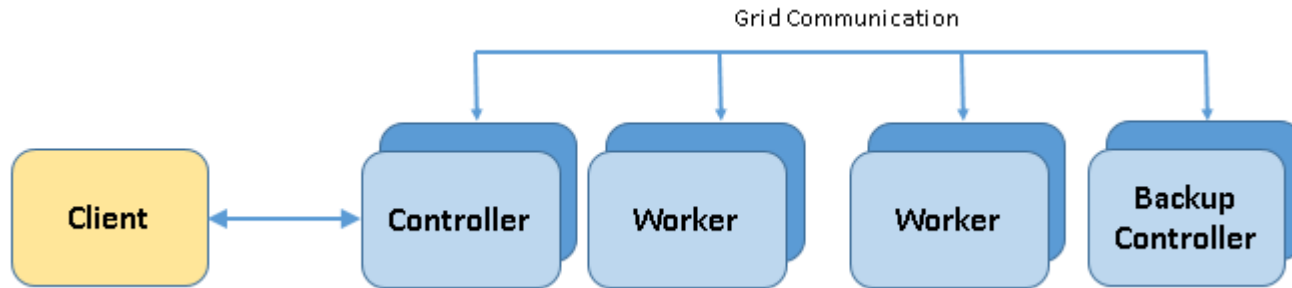 Grid Communication
Client
Controller
Worker
Worker
Backup
Controller